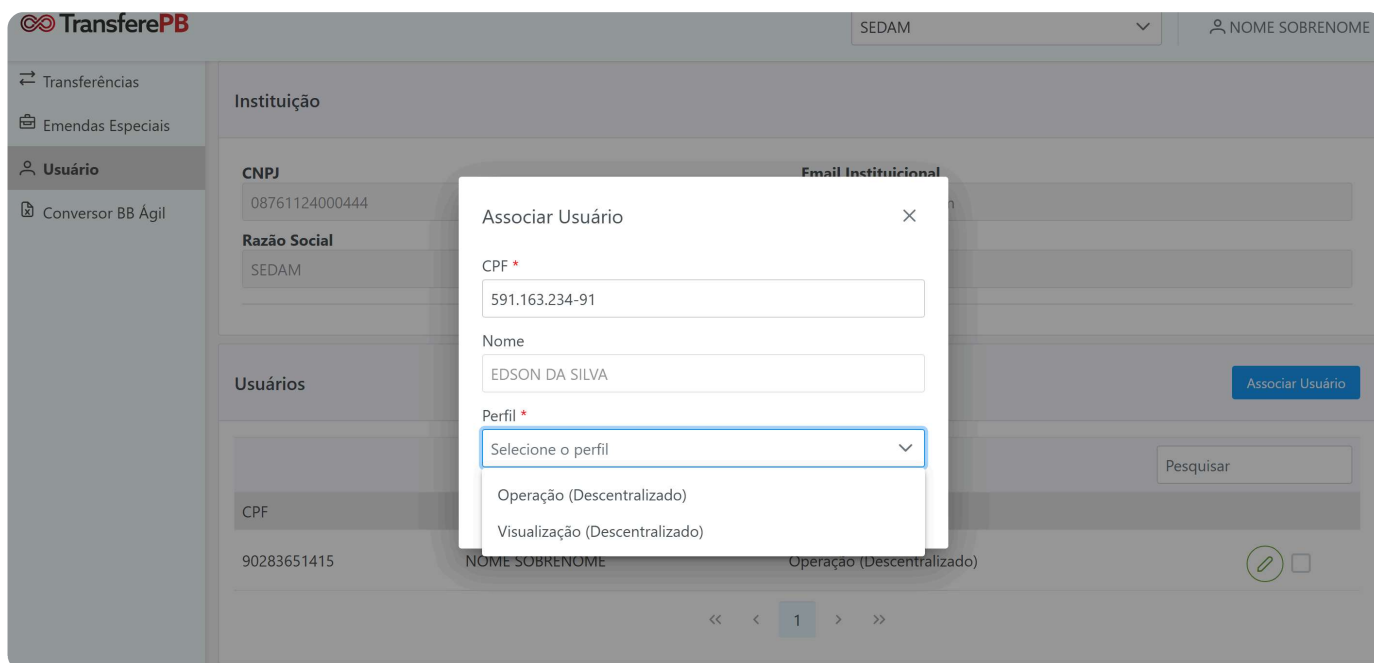 TransferePB
SEDAM
NOME SOBRENOME
Transferências
Emendas Especiais
Usuário
Conversor BB Ágil
Instituição
CNPJ
Email Instituicional
08761124000444
Razão Social
SEDAM
Usuários
Associar Usuário
Pesquisar
CPF
90283651415
NOME SOBRENOME
Operação (Descentralizado)
1
Associar Usuário
CPF *
591.163.234-91
Nome
EDSON DA SILVA
Perfil *
Selecione o perfil
Operação (Descentralizado)
Visualização (Descentralizado)